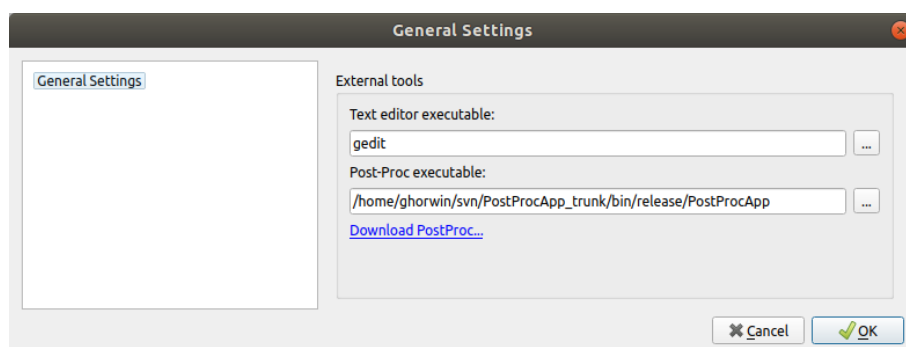 General Settings
General Settings
External tools
Text editor executable:
gedit
...
Post-Proc executable:
/home/ghorwin/svn/PostProcApp_trunk/bin/release/PostProcApp
...
Download PostProc...
Cancel
OK